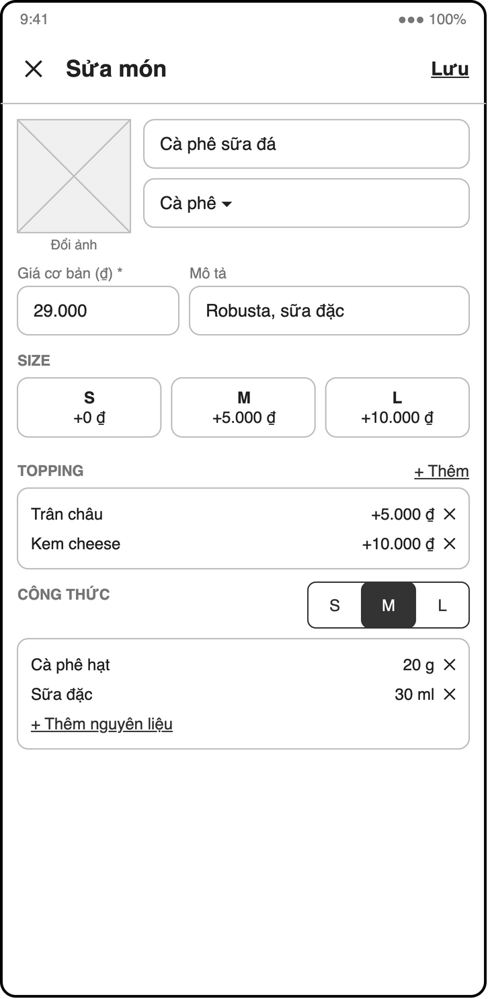 9:41 ●●● 100%
✕ Sửa món Lưu
Cà phê sữa đá
Cà phê ▾
Đổi ảnh
Giá cơ bản (₫) * Mô tả
29.000 Robusta, sữa đặc
SIZE
S M L
+0 ₫ +5.000 ₫ +10.000 ₫
TOPPING + Thêm
Trân châu +5.000 ₫ ✕
Kem cheese +10.000 ₫ ✕
CÔNG THỨC S M L
Cà phê hạt 20 g ✕
Sữa đặc 30 ml ✕
+ Thêm nguyên liệu